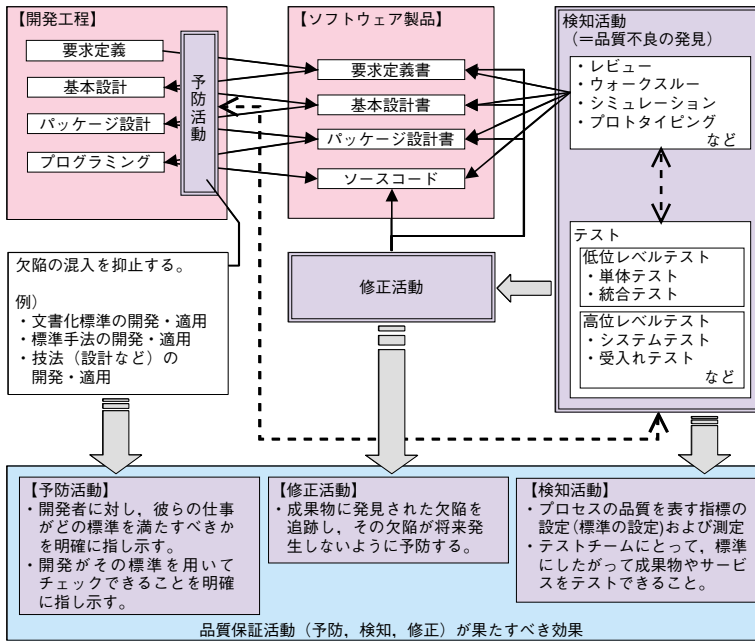 【開発工程】
要求定義
基本設計
パッケージ設計
プログラミング
予防活動
【ソフトウェア製品】
要求定義書
基本設計書
パッケージ設計書
ソースコード
検知活動
（＝品質不良の発見）
・レビュー
・ウォークスルー
・シミュレーション
・プロトタイピング
など
テスト
低位レベルテスト
・単体テスト
・統合テスト
高位レベルテスト
・システムテスト
・受入れテスト
など
修正活動
欠陥の混入を抑止する。
例）
・文書化標準の開発・適用
・標準手法の開発・適用
・技法（設計など）の
開発・適用
【予防活動】
・開発者に対し，彼らの仕事
がどの標準を満たすべきか
を明確に指し示す。
・開発がその標準を用いて
チェックできることを明確
に指し示す。
【修正活動】
・成果物に発見された欠陥を
追跡し，その欠陥が将来発
生しないように予防する。
【検知活動】
・プロセスの品質を表す指標の
設定(標準の設定)および測定
・テストチームにとって，標準
にしたがって成果物やサービ
スをテストできること。
品質保証活動（予防，検知，修正）が果たすべき効果